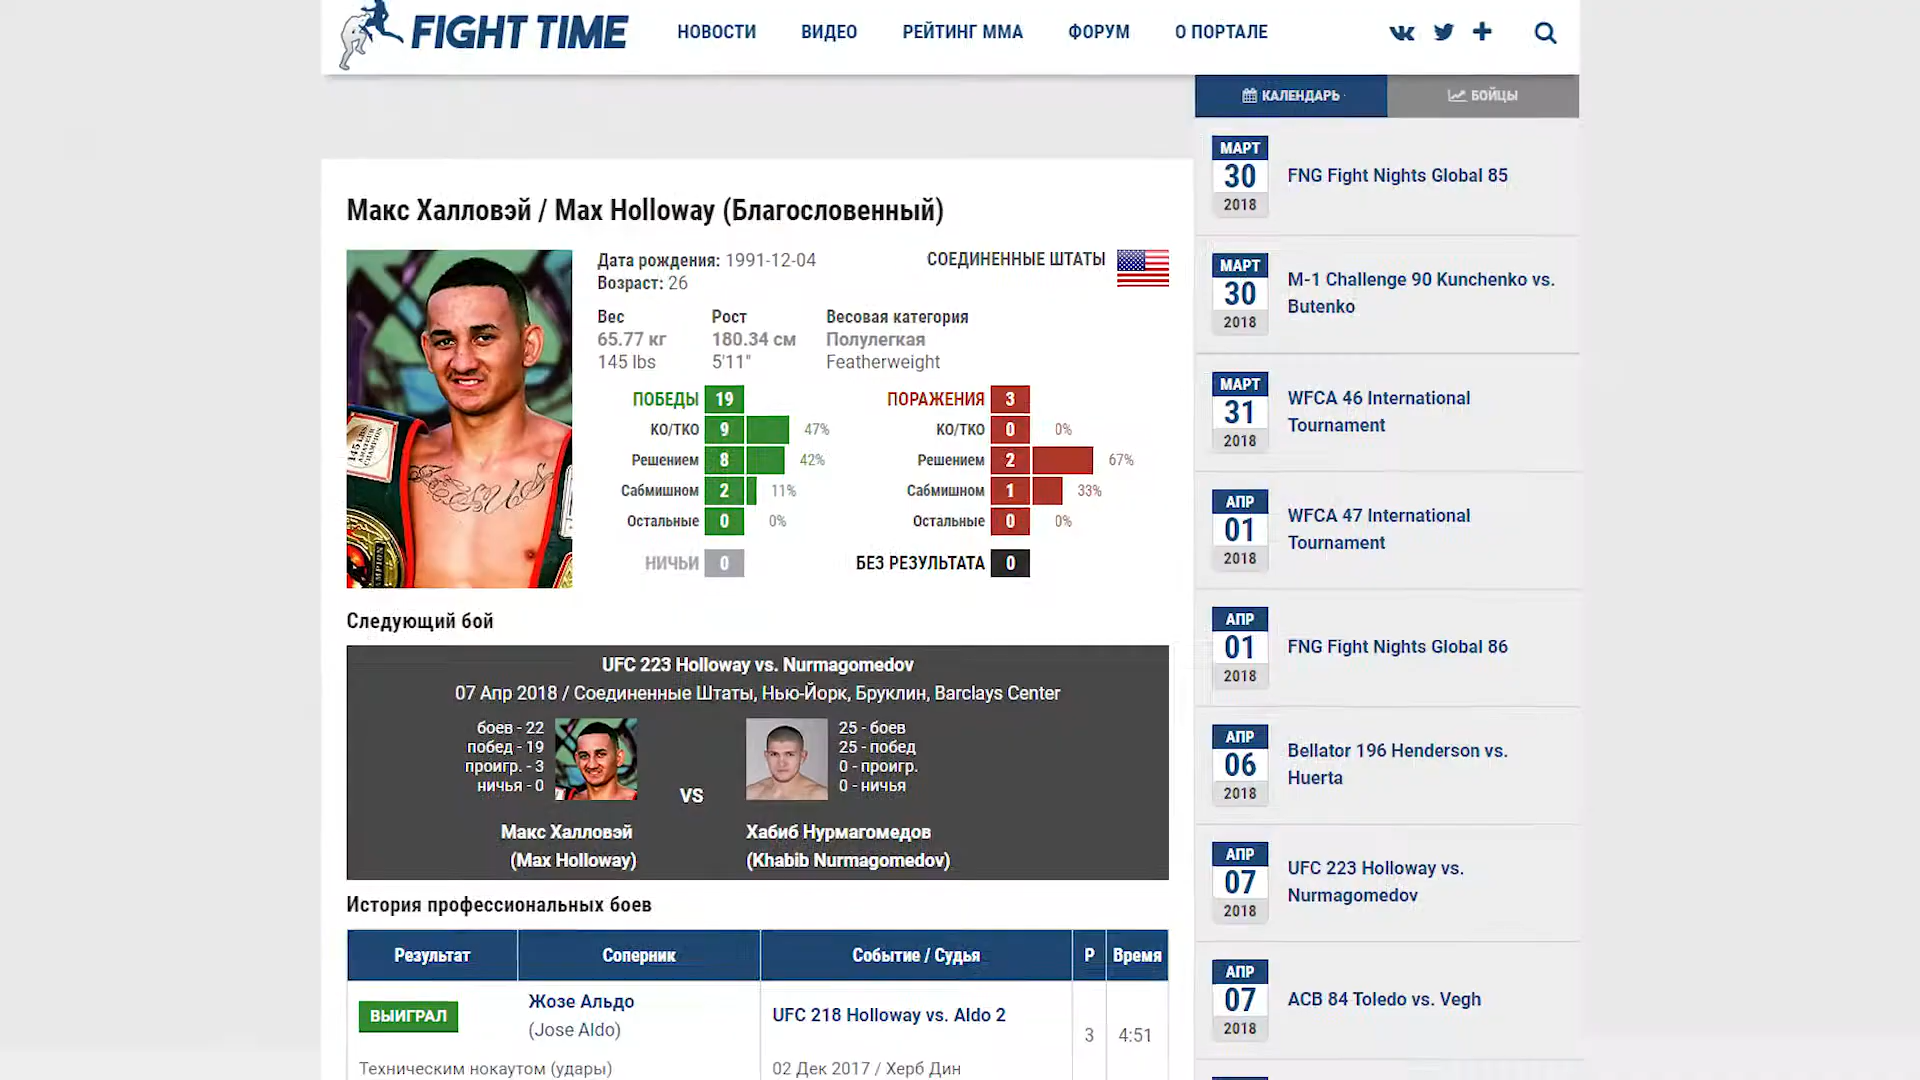 FIGHT TIME
НОВОСТИ
ВИДЕО
РЕЙТИНГ ММА
ФОРУМ
О ПОРТАЛЕ
КАЛЕНДАРЬ
БОЙЦЫ
Макс Халловэй / Max Holloway (Благословенный)
Дата рождения: 1991-12-04
Возраст: 26
СОЕДИНЕННЫЕ ШТАТЫ
Вес
65.77 кг
145 lbs
Рост
180.34 см
5'11"
Весовая категория
Полулегкая
Featherweight
ПОБЕДЫ 19
КО/ТКО 9 47%
Решением 8 42%
Сабмишном 2 11%
Остальные 0 0%
НИЧЬИ 0
ПОРАЖЕНИЯ 3
КО/ТКО 0 0%
Решением 2 67%
Сабмишном 1 33%
Остальные 0 0%
БЕЗ РЕЗУЛЬТАТА 0
Следующий бой
UFC 223 Holloway vs. Nurmagomedov
07 Апр 2018 / Соединенные Штаты, Нью-Йорк, Бруклин, Barclays Center
боев - 22
побед - 19
проигр. - 3
ничья - 0
VS
25 - боев
25 - побед
0 - проигр.
0 - ничья
Макс Халловэй
(Max Holloway)
Хабиб Нурмагомедов
(Khabib Nurmagomedov)
История профессиональных боев
Результат Соперник Событие / Судья Р Время
ВЫИГРАЛ
Техническим нокаутом (удары)
Жозе Альдо
(Jose Aldo)
UFC 218 Holloway vs. Aldo 2
02 Дек 2017 / Херб Дин
3
4:51
МАРТ
30
2018
FNG Fight Nights Global 85
МАРТ
30
2018
M-1 Challenge 90 Kunchenko vs.
Butenko
МАРТ
31
2018
WFCA 46 International
Tournament
АПР
01
2018
WFCA 47 International
Tournament
АПР
01
2018
FNG Fight Nights Global 86
АПР
06
2018
Bellator 196 Henderson vs.
Huerta
АПР
07
2018
UFC 223 Holloway vs.
Nurmagomedov
АПР
07
2018
ACB 84 Toledo vs. Vegh